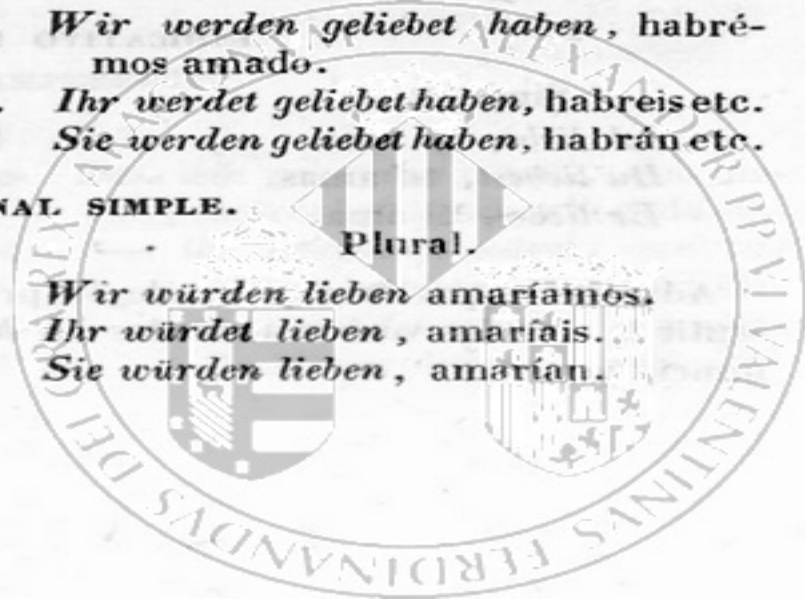 Wir werden geliebet haben, habré-
mos amado.
Ihr werdet geliebet haben, habreis etc.
Sie werden geliebet haben, habrán etc.
NAL SIMPLE.
Plural.
Wir würden lieben amaríamos.
Ihr würdet lieben, amaríais.
Sie würden lieben, amarían.